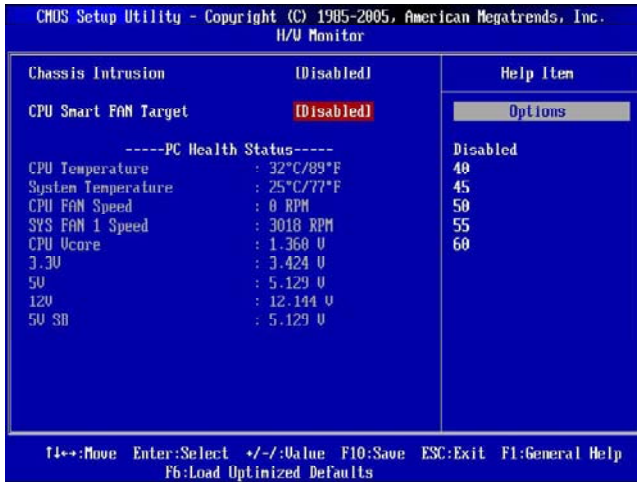 CMOS Setup Utility - Copyright (C) 1985-2005, American Megatrends, Inc.
H/W Monitor
Chassis Intrusion [Disabled]
CPU Smart FAN Target [Disabled]
-----PC Health Status-----
CPU Temperature : 32°C/89°F
System Temperature : 25°C/77°F
CPU FAN Speed : 0 RPM
SYS FAN 1 Speed : 3018 RPM
CPU Vcore : 1.360 V
3.3V : 3.424 V
5V : 5.129 V
12V : 12.144 V
5V SB : 5.129 V
Help Item
Options
Disabled
40
45
50
55
60
↑↓←→:Move Enter:Select +/-/:Value F10:Save ESC:Exit F1:General Help
F6:Load Optimized Defaults